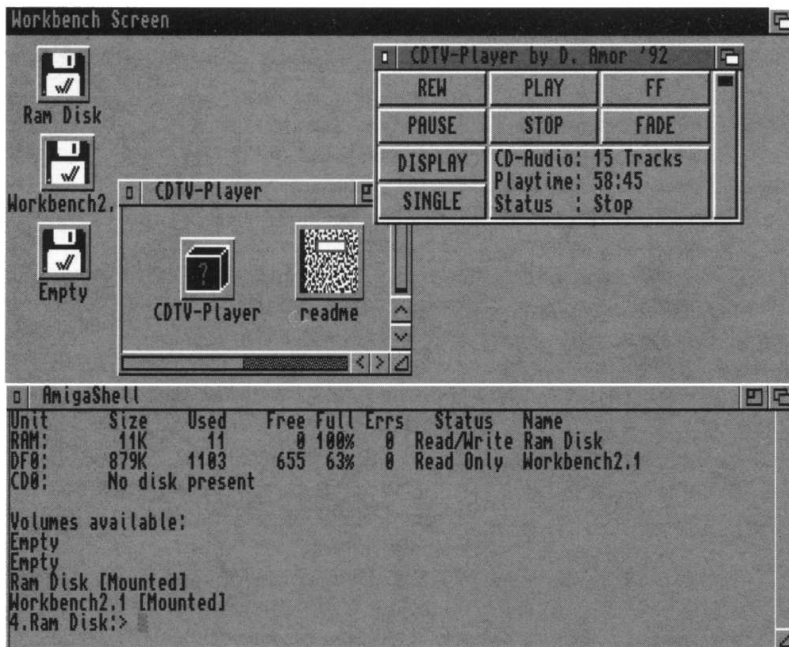 Workbench Screen
Ram Disk
Workbench2.
Empty
CDTV-Player
?
CDTV-Player
readme
CDTV-Player by D. Amor '92
REW PLAY FF
PAUSE STOP FADE
DISPLAY
SINGLE
CD-Audio: 15 Tracks
Playtime: 58:45
Status : Stop
AmigaShell
Unit Size Used Free Full Errs Status Name
RAM: 11K 11 0 100% 0 Read/Write Ram Disk
DF0: 879K 1103 655 63% 0 Read Only Workbench2.1
CD0: No disk present
Volumes available:
Empty
Empty
Ram Disk [Mounted]
Workbench2.1 [Mounted]
4.Ram Disk:>